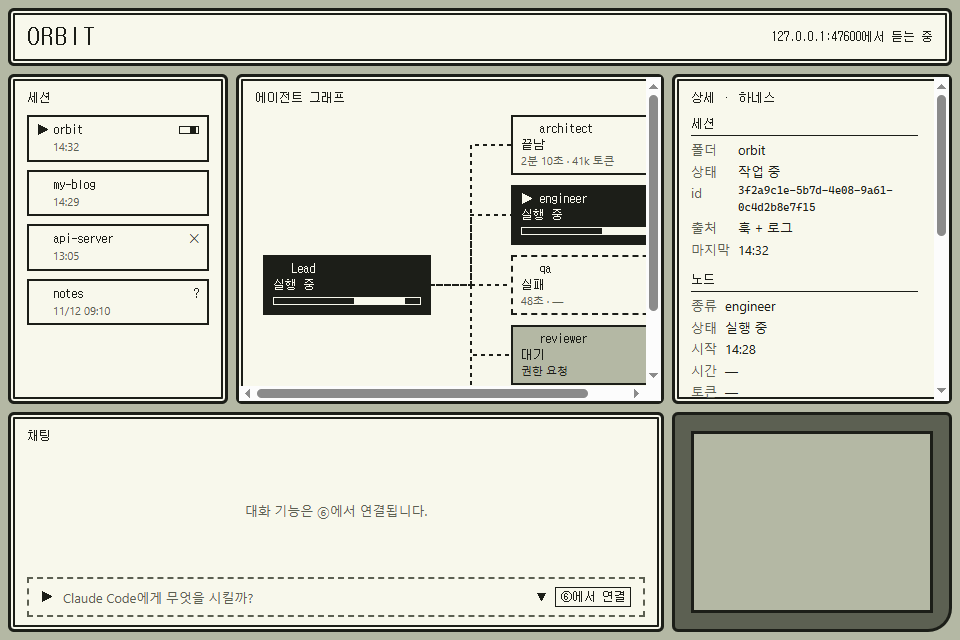 ORBIT
127.0.0.1:47600에서 듣는 중
세션
▶ orbit
14:32
my-blog
14:29
api-server ×
13:05
notes ?
11/12 09:10
에이전트 그래프
Lead
실행 중
architect
끝남
2분 10초 · 41k 토큰
▶ engineer
실행 중
qa
실패
48초 · —
reviewer
대기
권한 요청
상세 · 하네스
세션
폴더 orbit
상태 작업 중
id 3f2a9c1e-5b7d-4e08-9a61-
0c4d2b8e7f15
출처 훅 + 로그
마지막 14:32
노드
종류 engineer
상태 실행 중
시작 14:28
시간 —
토큰 —
채팅
대화 기능은 ⑥에서 연결됩니다.
▶ Claude Code에게 무엇을 시킬까? ▼ ⑥에서 연결